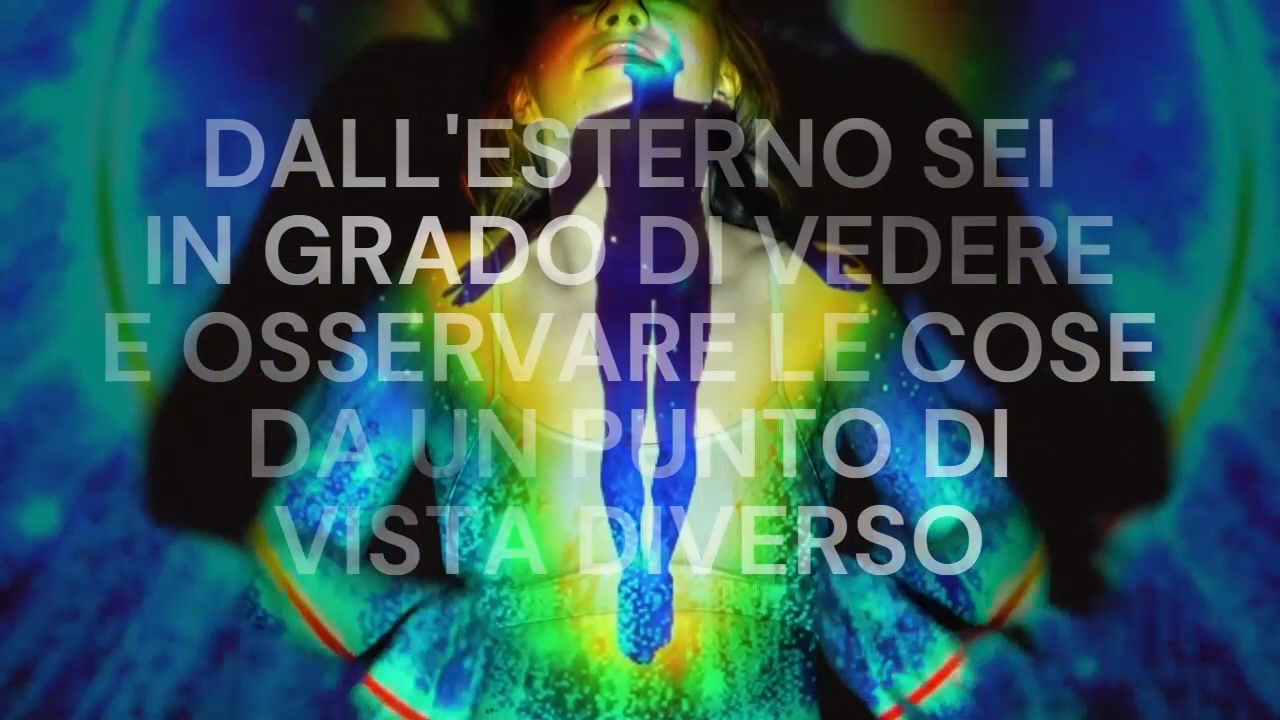 DALL'ESTERNO SEI
IN GRADO DI VEDERE
E OSSERVARE LE COSE
DA UN PUNTO DI
VISTA DIVERSO